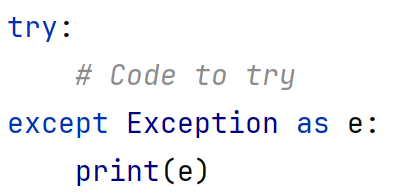 try:
    # Code to try
except Exception as e:
    print(e)